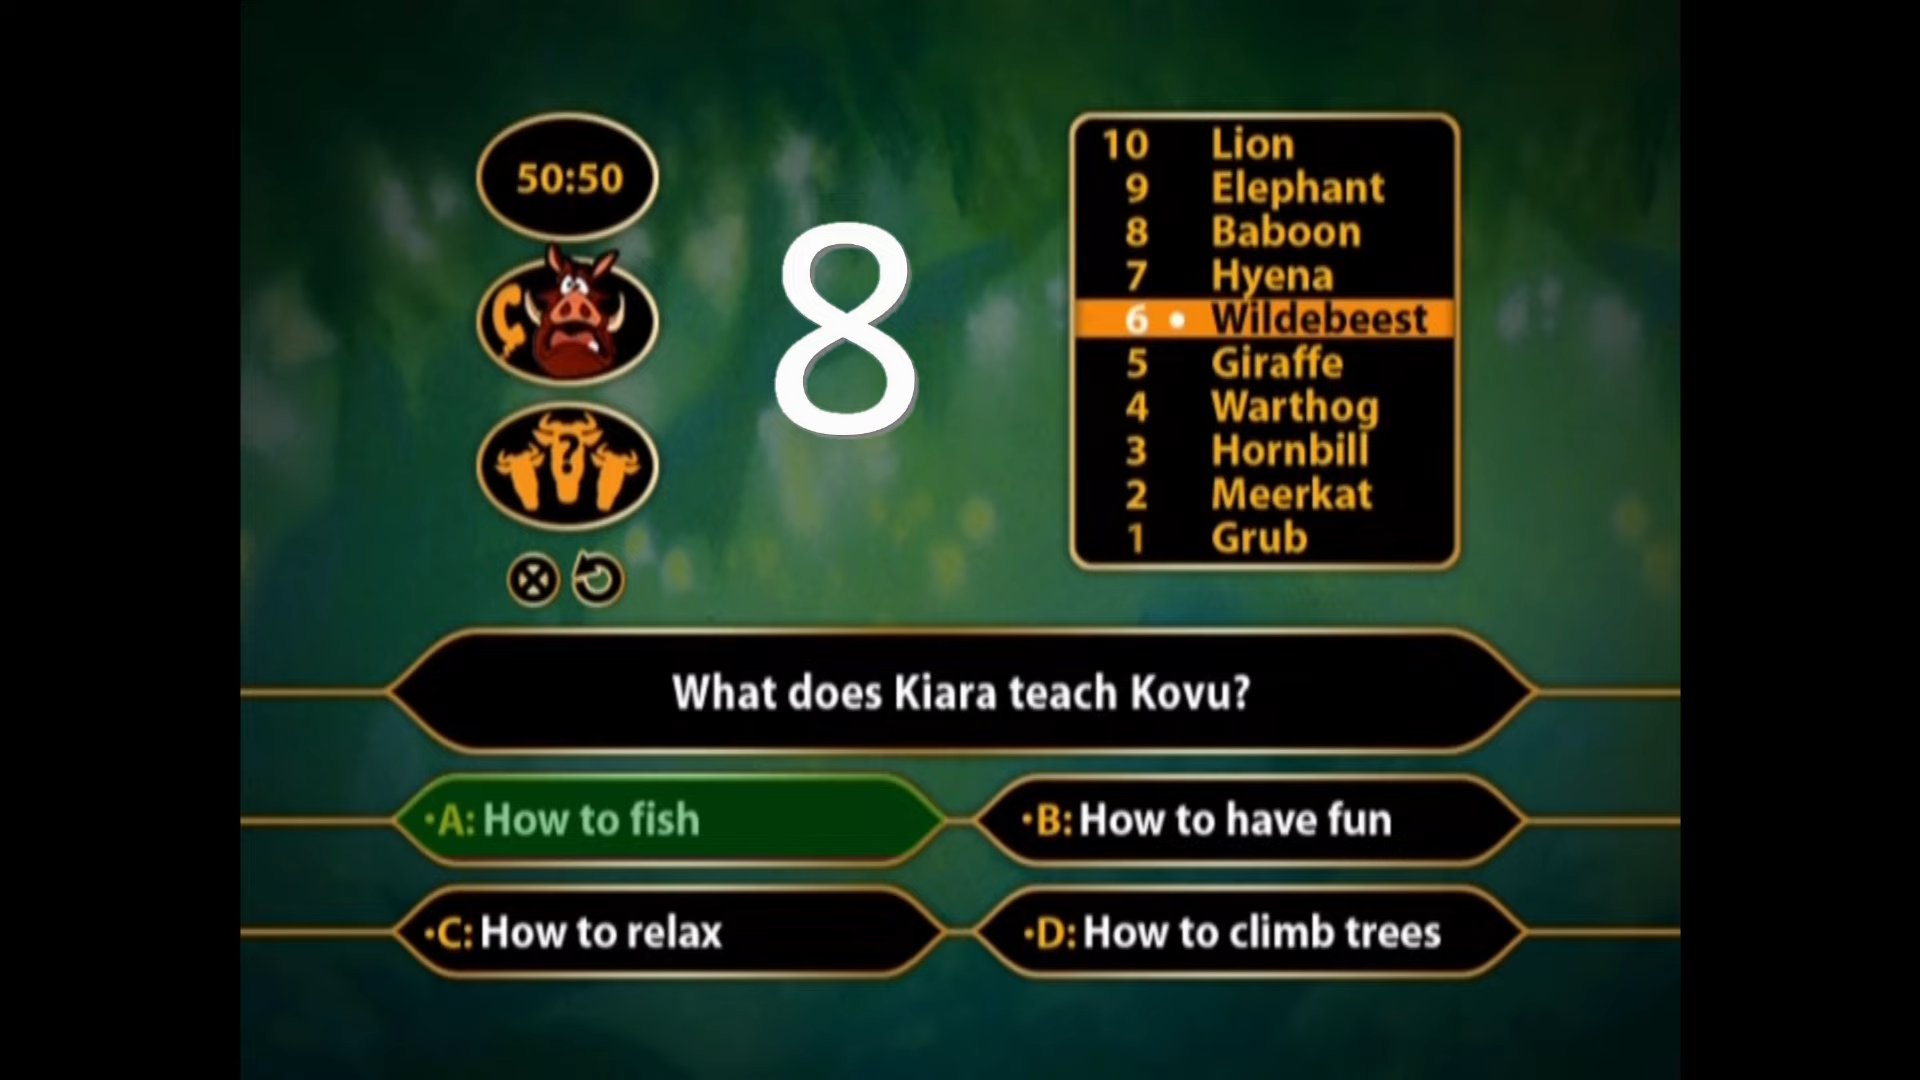 50:50
8
10 Lion
9 Elephant
8 Baboon
7 Hyena
6 • Wildebeest
5 Giraffe
4 Warthog
3 Hornbill
2 Meerkat
1 Grub
?
What does Kiara teach Kovu?
•A: How to fish
•B: How to have fun
•C: How to relax
•D: How to climb trees